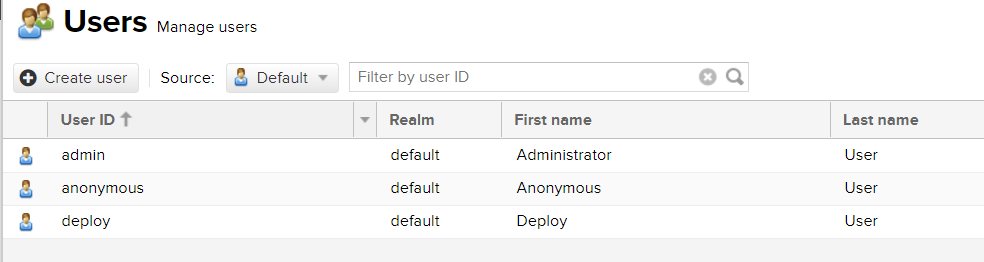 Users Manage users
Create user Source: Default Filter by user ID
User ID Realm First name Last name
admin default Administrator User
anonymous default Anonymous User
deploy default Deploy User